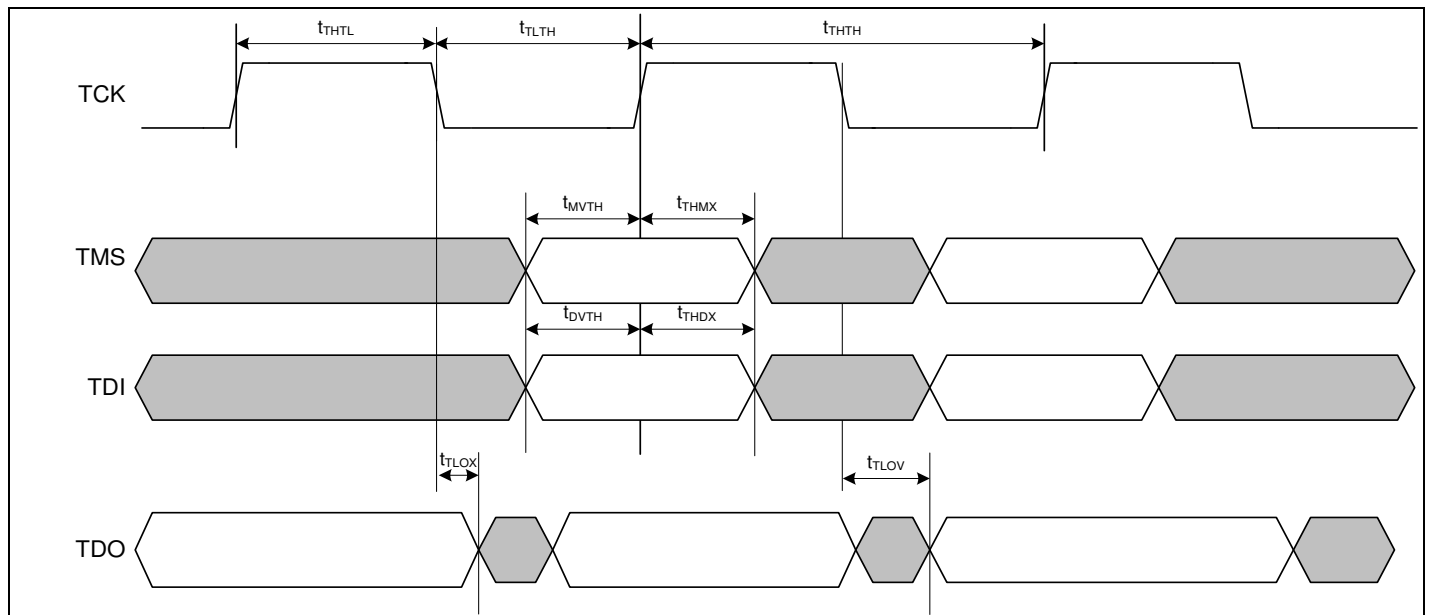 tTHTL tTLTH tTHTH
TCK
tMVTH tTHMX
TMS
tDVTH tTHDX
TDI
tTLOX tTLOV
TDO